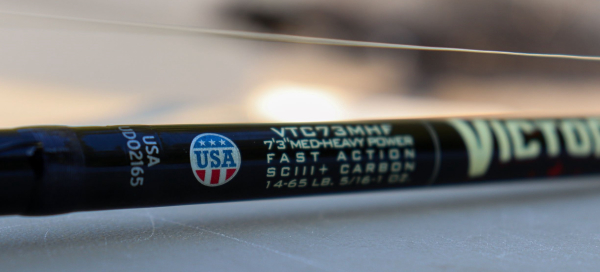 USA
UP02165
USA
VTC73MHF
7'3" MED-HEAVY POWER
FAST ACTION
SCIII+ CARBON
14-65 LB. 5/16-1 OZ.
VICTO